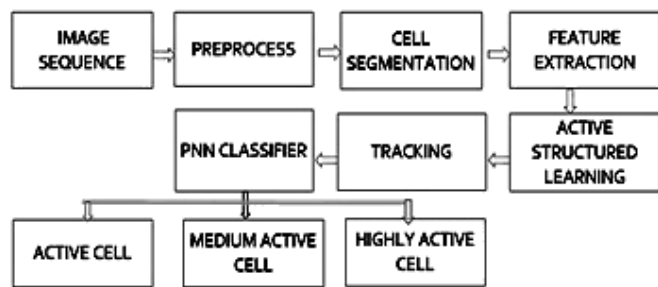 IMAGE
SEQUENCE
PREPROCESS
CELL
SEGMENTATION
FEATURE
EXTRACTION
PNN CLASSIFIER
TRACKING
ACTIVE
STRUCTURED
LEARNING
ACTIVE CELL
MEDIUM ACTIVE
CELL
HIGHLY ACTIVE
CELL